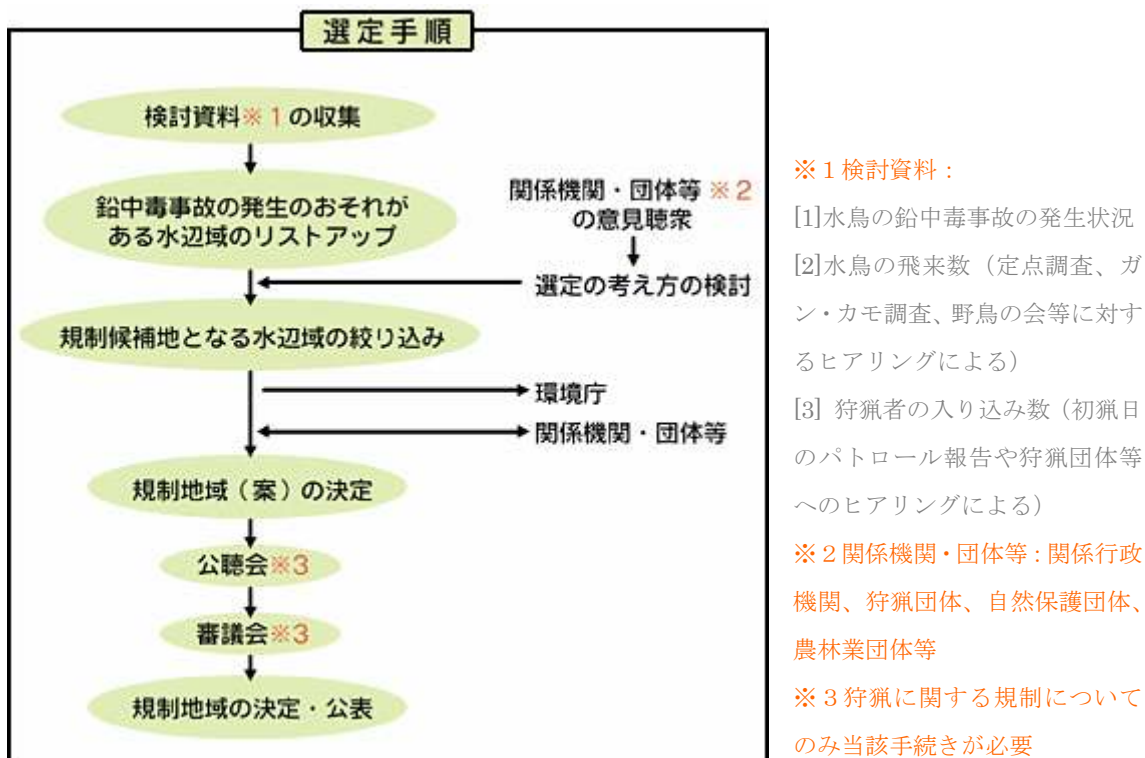 選定手順
検討資料※1の収集
鉛中毒事故の発生のおそれが
ある水辺域のリストアップ
関係機関・団体等※2
の意見聴衆
選定の考え方の検討
規制候補地となる水辺域の絞り込み
環境庁
関係機関・団体等
規制地域(案)の決定
公聴会※3
審議会※3
規制地域の決定・公表
※1検討資料:
[1]水鳥の鉛中毒事故の発生状況
[2]水鳥の飛来数(定点調査、ガ
ン・カモ調査、野鳥の会等に対す
るヒアリングによる)
[3] 狩猟者の入り込み数(初猟日
のパトロール報告や狩猟団体等
へのヒアリングによる)
※2関係機関・団体等:関係行政
機関、狩猟団体、自然保護団体、
農林業団体等
※3狩猟に関する規制について
のみ当該手続きが必要